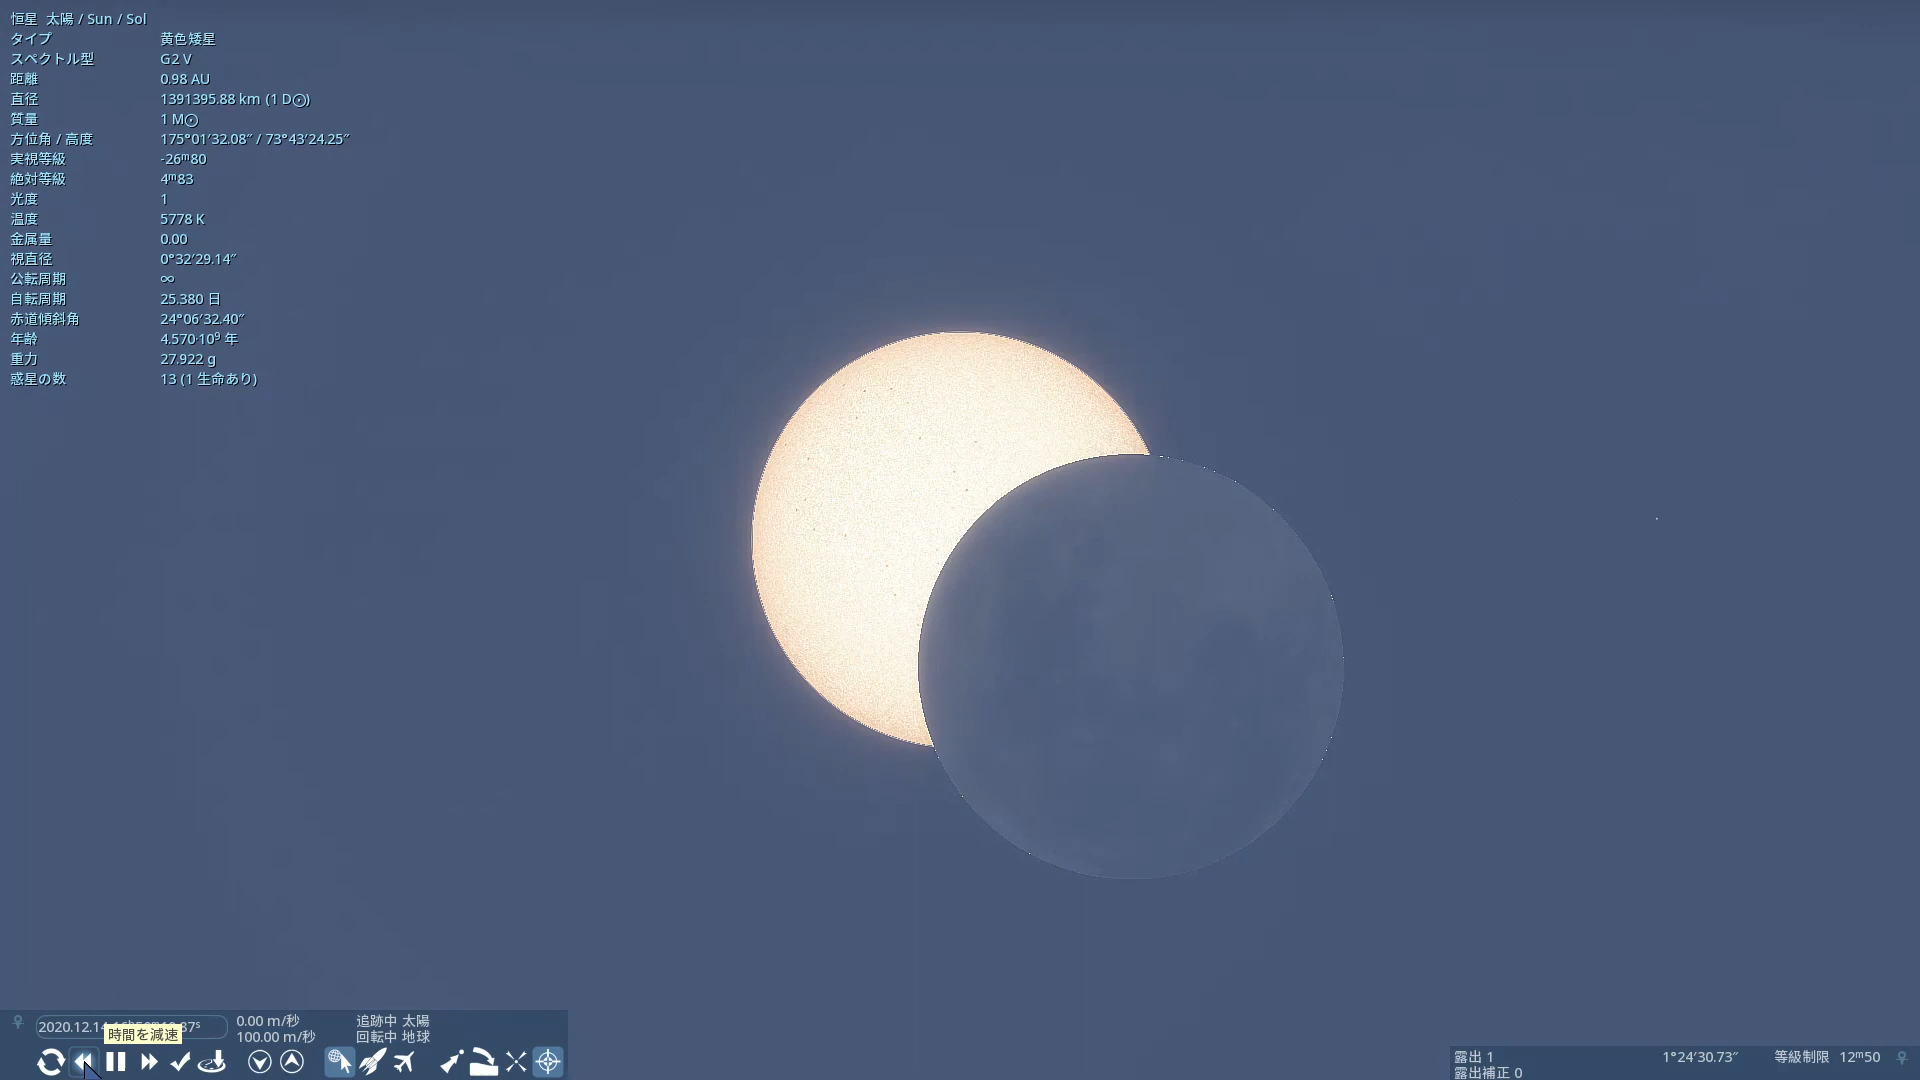 恒星 太陽 / Sun / Sol
タイプ 黄色矮星
スペクトル型 G2 V
距離 0.98 AU
直径 1391395.88 km (1 D☉)
質量 1 M☉
方位角 / 高度 175°01′32.08″ / 73°43′24.25″
実視等級 -26ᵐ80
絶対等級 4ᵐ83
光度 1
温度 5778 K
金属量 0.00
視直径 0°32′29.14″
公転周期 ∞
自転周期 25.380 日
赤道傾斜角 24°06′32.40″
年齢 4.570·10⁹ 年
重力 27.922 g
惑星の数 13 (1 生命あり)
2020.12.14
時間を減速
0.00 m/秒
100.00 m/秒
追跡中 太陽
回転中 地球
露出 1
露出補正 0
1°24′30.73″
等級制限 12ᵐ50